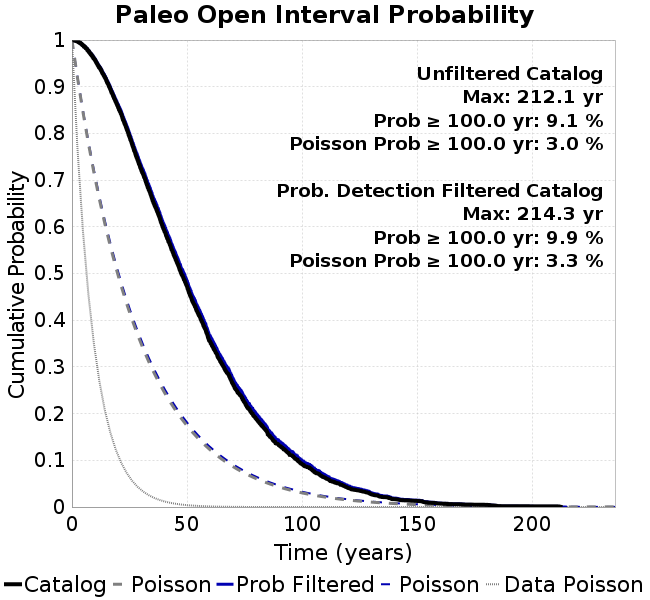 Paleo Open Interval Probability
Cumulative Probability
1
0.9
0.8
0.7
0.6
0.5
0.4
0.3
0.2
0.1
0
Unfiltered Catalog
Max: 212.1 yr
Prob ≥ 100.0 yr: 9.1 %
Poisson Prob ≥ 100.0 yr: 3.0 %
Prob. Detection Filtered Catalog
Max: 214.3 yr
Prob ≥ 100.0 yr: 9.9 %
Poisson Prob ≥ 100.0 yr: 3.3 %
0 50 100 150 200
Time (years)
Catalog Poisson Prob Filtered Poisson Data Poisson